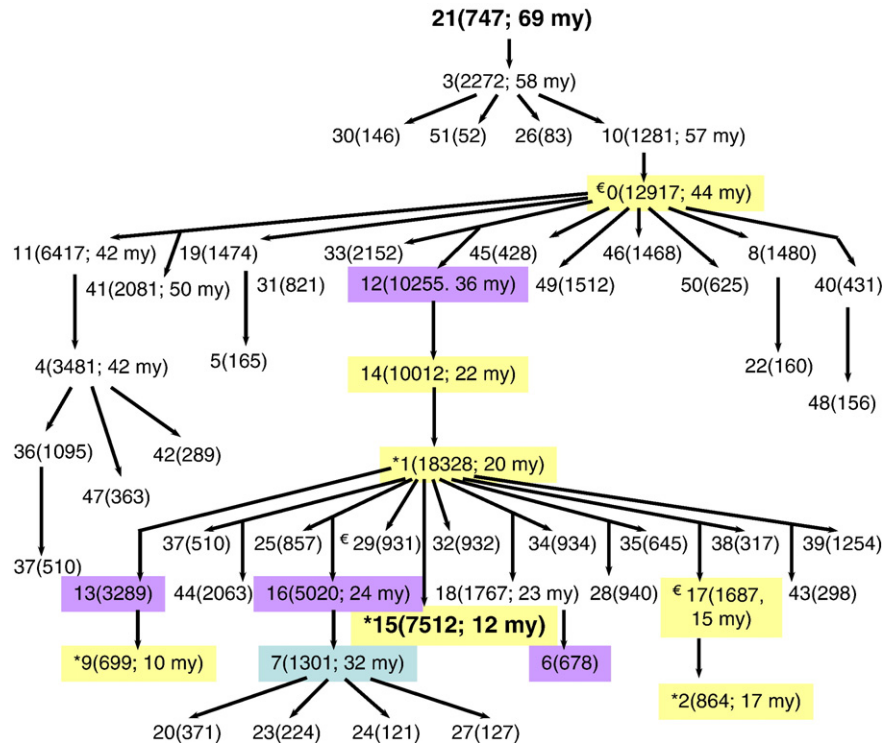 21(747; 69 my)
3(2272; 58 my)
30(146)
51(52)
26(83)
10(1281; 57 my)
€0(12917; 44 my)
11(6417; 42 my)
19(1474)
33(2152)
45(428)
46(1468)
8(1480)
41(2081; 50 my)
31(821)
12(10255. 36 my)
49(1512)
50(625)
40(431)
4(3481; 42 my)
5(165)
14(10012; 22 my)
22(160)
48(156)
36(1095)
42(289)
*1(18328; 20 my)
47(363)
37(510)
37(510)
25(857)
€ 29(931)
32(932)
34(934)
35(645)
38(317)
39(1254)
13(3289)
44(2063)
16(5020; 24 my)
18(1767; 23 my)
28(940)
€ 17(1687,
15 my)
43(298)
*15(7512; 12 my)
*9(699; 10 my)
7(1301; 32 my)
6(678)
*2(864; 17 my)
20(371)
23(224)
24(121)
27(127)